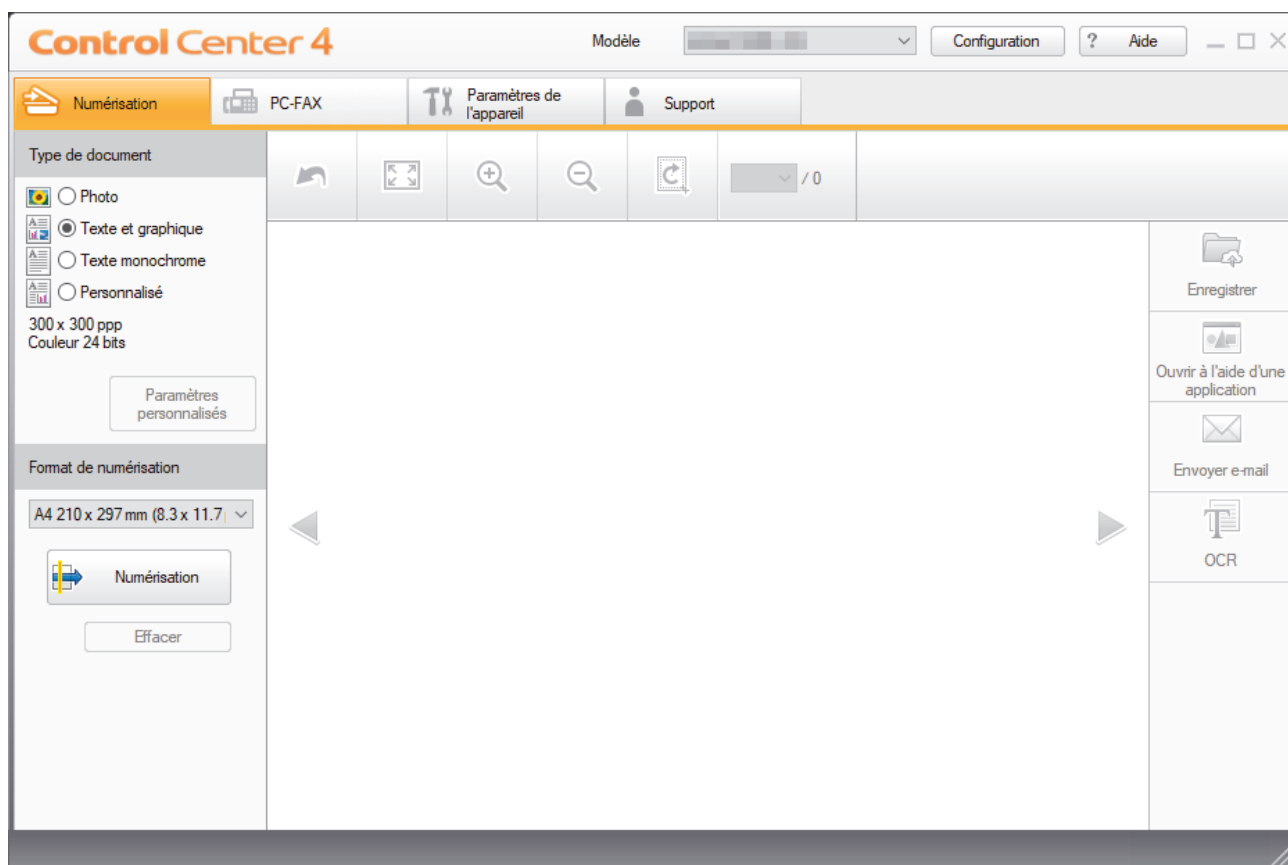 Control Center 4
Modèle
Configuration
? Aide
Numérisation
PC-FAX
Paramètres de
l'appareil
Support
Type de document
/ 0
Photo
Texte et graphique
Texte monochrome
Personnalisé
300 x 300 ppp
Couleur 24 bits
Paramètres
personnalisés
Format de numérisation
A4 210 x 297 mm (8.3 x 11.7
Numérisation
Effacer
Enregistrer
Ouvrir à l'aide d'une
application
Envoyer e-mail
OCR